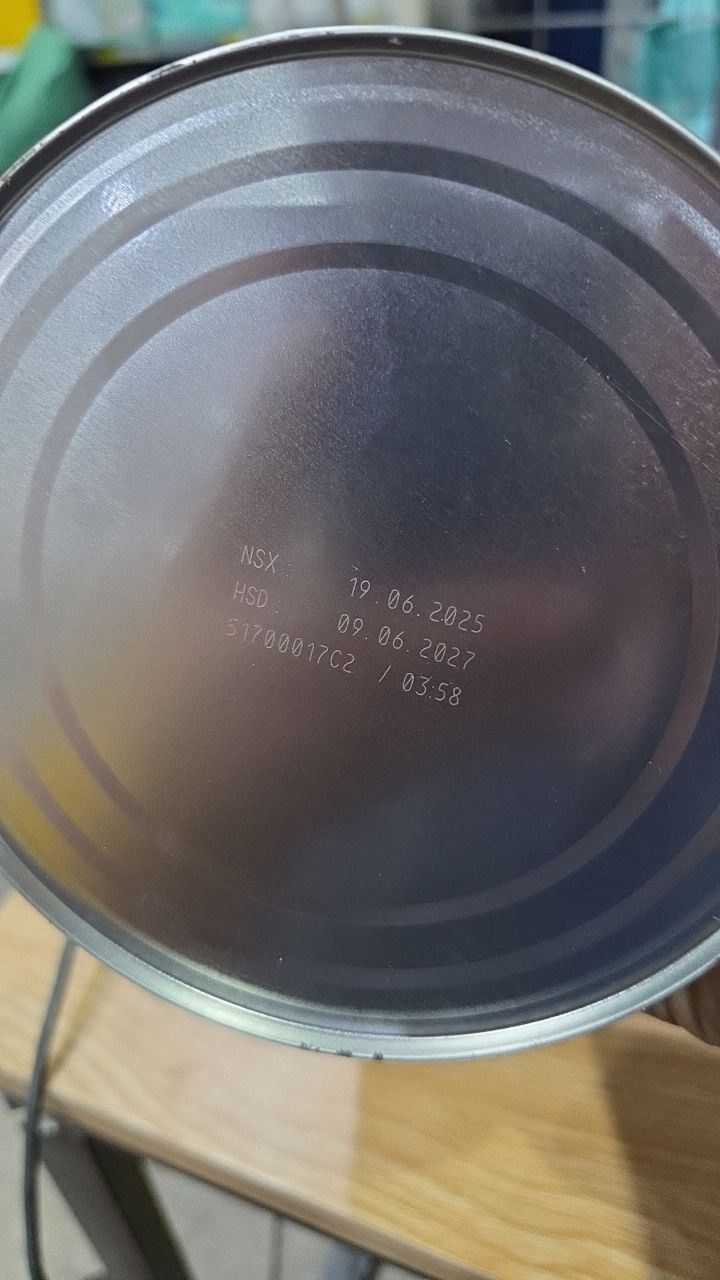 NSX : 19.06.2025
HSD : 09.06.2027
51700017C2 / 03:58